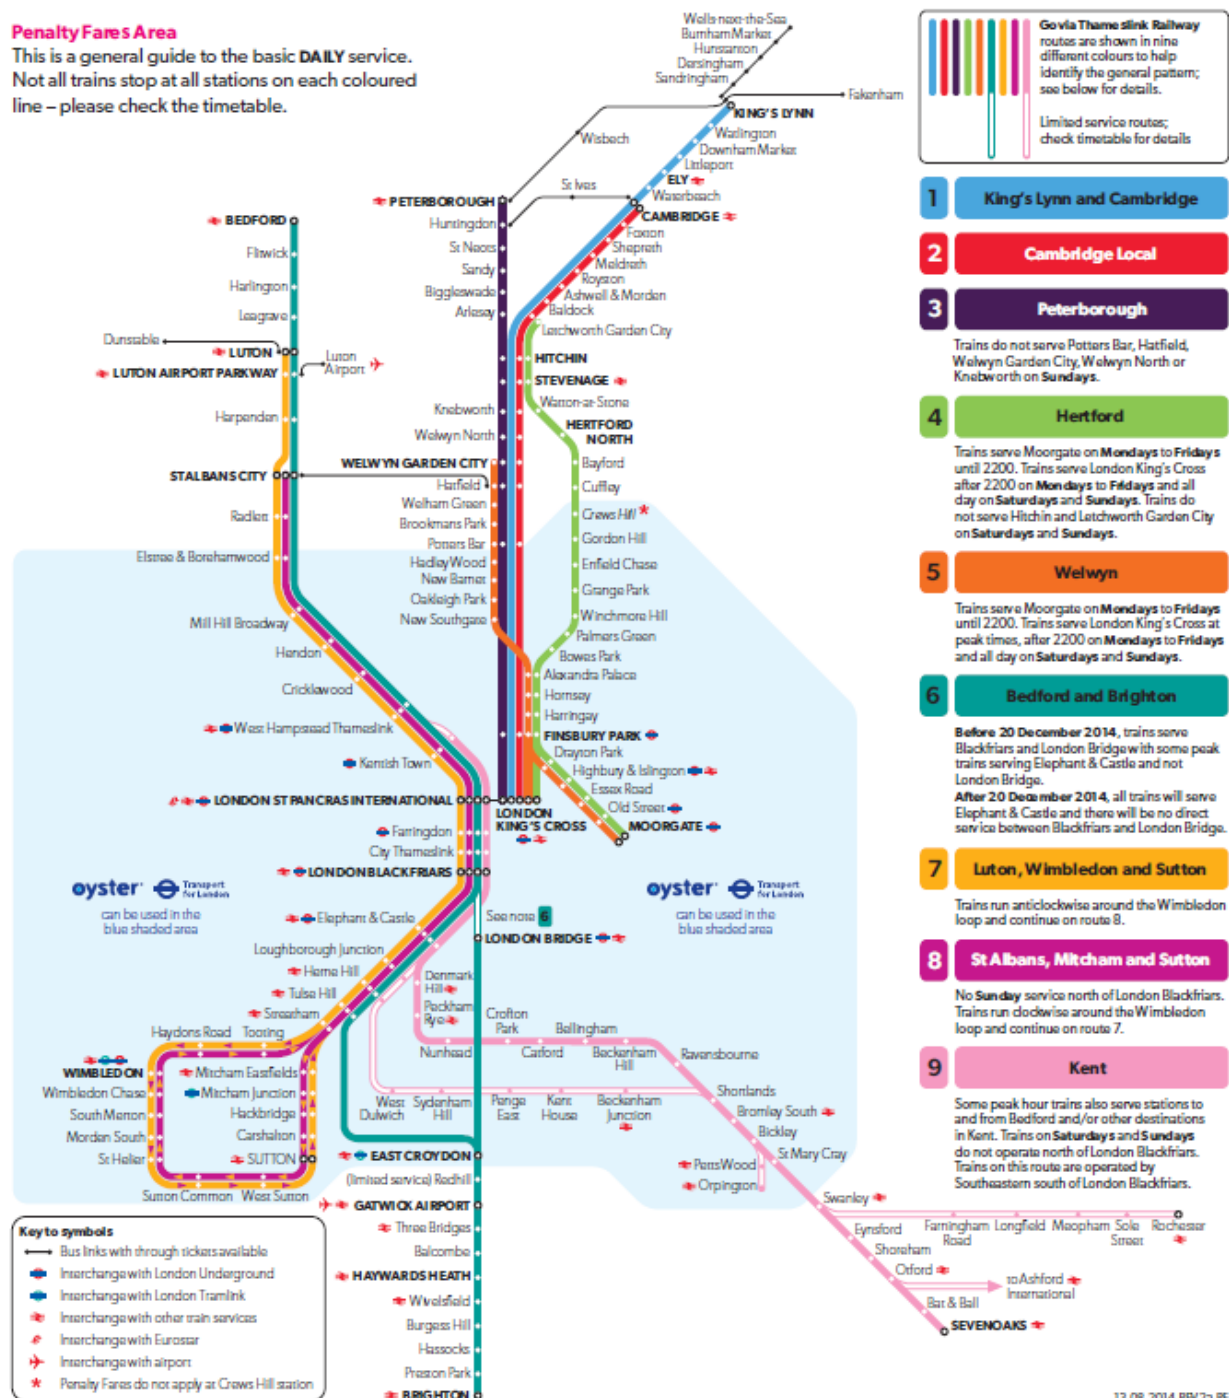 Penalty Fares Area
This is a general guide to the basic DAILY service.
Not all trains stop at all stations on each coloured
line – please check the timetable.
Wells-next-the-Sea
Burnham Market
Hunstanton
Dersingham
Sandringham
Fakenham
KING'S LYNN
Wisbech
Watlington
Downham Market
Littleport
ELY
Waterbeach
St Ives
CAMBRIDGE
Foxton
Shepreth
Meldreth
Royston
Ashwell & Morden
Baldock
Letchworth Garden City
HITCHIN
STEVENAGE
Watton-at-Stone
HERTFORD
NORTH
Bayford
Cuffley
Crews Hill *
Gordon Hill
Enfield Chase
Grange Park
Winchmore Hill
Palmers Green
Bowes Park
Alexandra Palace
Hornsey
Harringay
FINSBURY PARK
Drayton Park
Highbury & Islington
Essex Road
Old Street
MOORGATE
LONDON
KING'S CROSS
PETERBOROUGH
Huntingdon
St Neots
Sandy
Biggleswade
Arlesey
Knebworth
Welwyn North
WELWYN GARDEN CITY
Hatfield
Welham Green
Brookmans Park
Potters Bar
Hadley Wood
New Barnet
Oakleigh Park
New Southgate
BEDFORD
Flitwick
Harlington
Leagrave
Dunstable
LUTON
Luton
Airport
LUTON AIRPORT PARKWAY
Harpenden
ST ALBANS CITY
Radlett
Elstree & Borehamwood
Mill Hill Broadway
Hendon
Cricklewood
West Hampstead Thameslink
Kentish Town
LONDON ST PANCRAS INTERNATIONAL
Farringdon
City Thameslink
LONDON BLACKFRIARS
oyster
Transport
for London
can be used in the
blue shaded area
oyster
Transport
for London
can be used in the
blue shaded area
Elephant & Castle
See note 6
LONDON BRIDGE
Loughborough Junction
Herne Hill
Tulse Hill
Streatham
Haydons Road
Tooting
WIMBLEDON
Wimbledon Chase
South Merton
Morden South
St Helier
Sutton Common
West Sutton
SUTTON
Carshalton
Hackbridge
Mitcham Junction
Mitcham Eastfields
Denmark
Hill
Peckham
Rye
Nunhead
Crofton
Park
Catford
Bellingham
Beckenham
Hill
Ravensbourne
West
Dulwich
Sydenham
Hill
Penge
East
Kent
House
Beckenham
Junction
Shortlands
Bromley South
Bickley
St Mary Cray
Petts Wood
Orpington
Swanley
Farningham
Road
Longfield
Meopham
Sole
Street
Rochester
Eynsford
Shoreham
Otford
to Ashford
International
Bat & Ball
SEVENOAKS
EAST CROYDON
(limited service) Redhill
GATWICK AIRPORT
Three Bridges
Balcombe
HAYWARDS HEATH
Wivelsfield
Burgess Hill
Hassocks
Preston Park
BRIGHTON
Key to symbols
Bus links with through tickets available
Interchange with London Underground
Interchange with London Tramlink
Interchange with other train services
Interchange with Eurostar
Interchange with airport
* Penalty Fares do not apply at Crews Hill station
Govia Thameslink Railway
routes are shown in nine
different colours to help
identify the general pattern;
see below for details.
Limited service routes;
check timetable for details
1 King's Lynn and Cambridge
2 Cambridge Local
3 Peterborough
Trains do not serve Potters Bar, Hatfield,
Welwyn Garden City, Welwyn North or
Knebworth on Sundays.
4 Hertford
Trains serve Moorgate on Mondays to Fridays
until 2200. Trains serve London King's Cross
after 2200 on Mondays to Fridays and all
day on Saturdays and Sundays. Trains do
not serve Hitchin and Letchworth Garden City
on Saturdays and Sundays.
5 Welwyn
Trains serve Moorgate on Mondays to Fridays
until 2200. Trains serve London King's Cross at
peak times, after 2200 on Mondays to Fridays
and all day on Saturdays and Sundays.
6 Bedford and Brighton
Before 20 December 2014, trains serve
Blackfriars and London Bridge with some peak
trains serving Elephant & Castle and not
London Bridge.
After 20 December 2014, all trains will serve
Elephant & Castle and there will be no direct
service between Blackfriars and London Bridge.
7 Luton, Wimbledon and Sutton
Trains run anticlockwise around the Wimbledon
loop and continue on route 8.
8 St Albans, Mitcham and Sutton
No Sunday service north of London Blackfriars.
Trains run clockwise around the Wimbledon
loop and continue on route 7.
9 Kent
Some peak hour trains also serve stations to
and from Bedford and/or other destinations
in Kent. Trains on Saturdays and Sundays
do not operate north of London Blackfriars.
Trains on this route are operated by
Southeastern south of London Blackfriars.